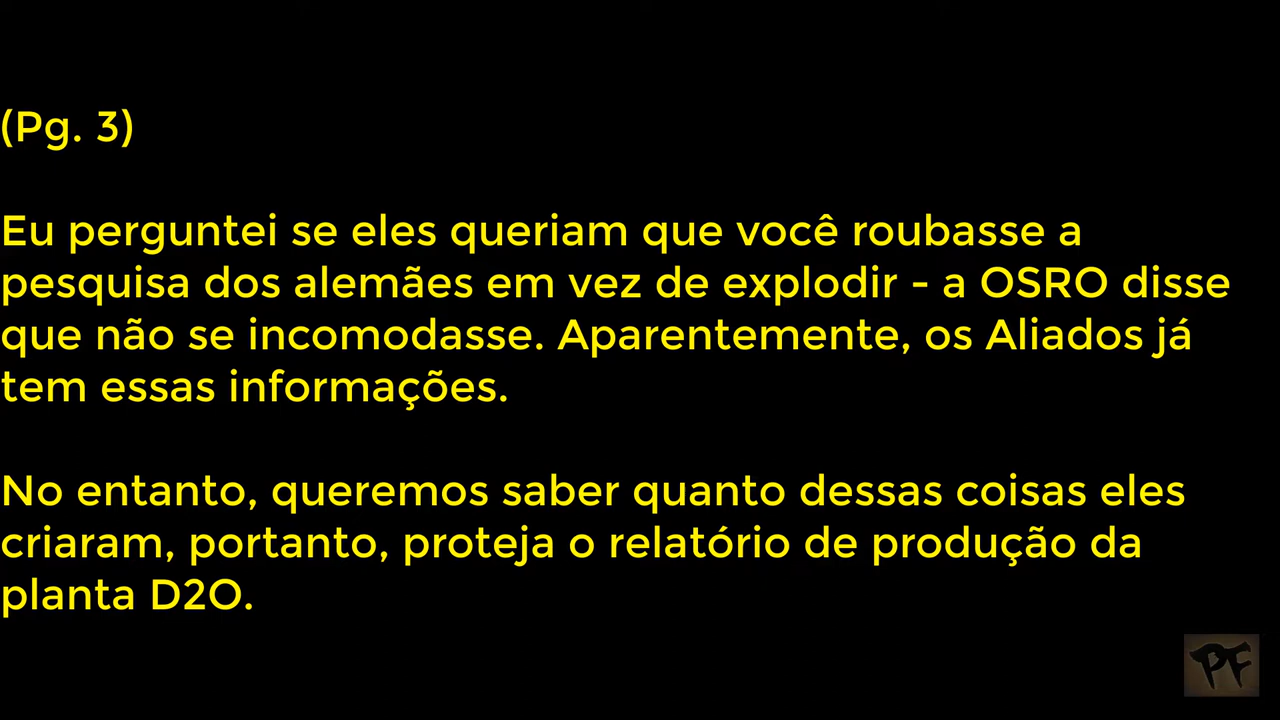 (Pg. 3)
Eu perguntei se eles queriam que você roubasse a
pesquisa dos alemães em vez de explodir - a OSRO disse
que não se incomodasse. Aparentemente, os Aliados já
tem essas informações.
No entanto, queremos saber quanto dessas coisas eles
criaram, portanto, proteja o relatório de produção da
planta D2O.
PF